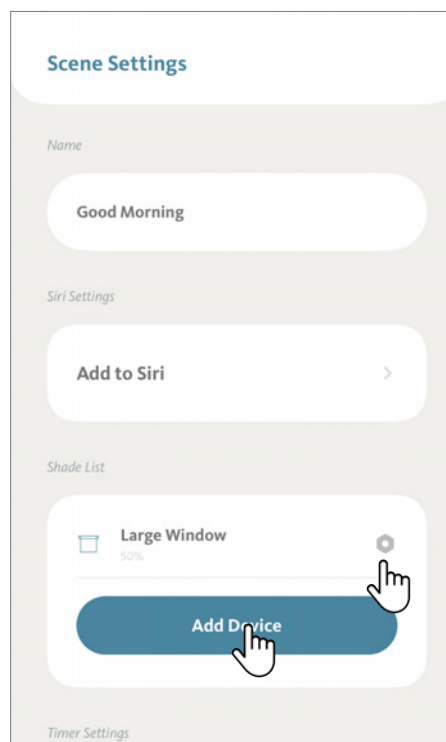 Scene Settings
Name
Good Morning
Siri Settings
Add to Siri
Shade List
Large Window
50%
Add Device
Timer Settings